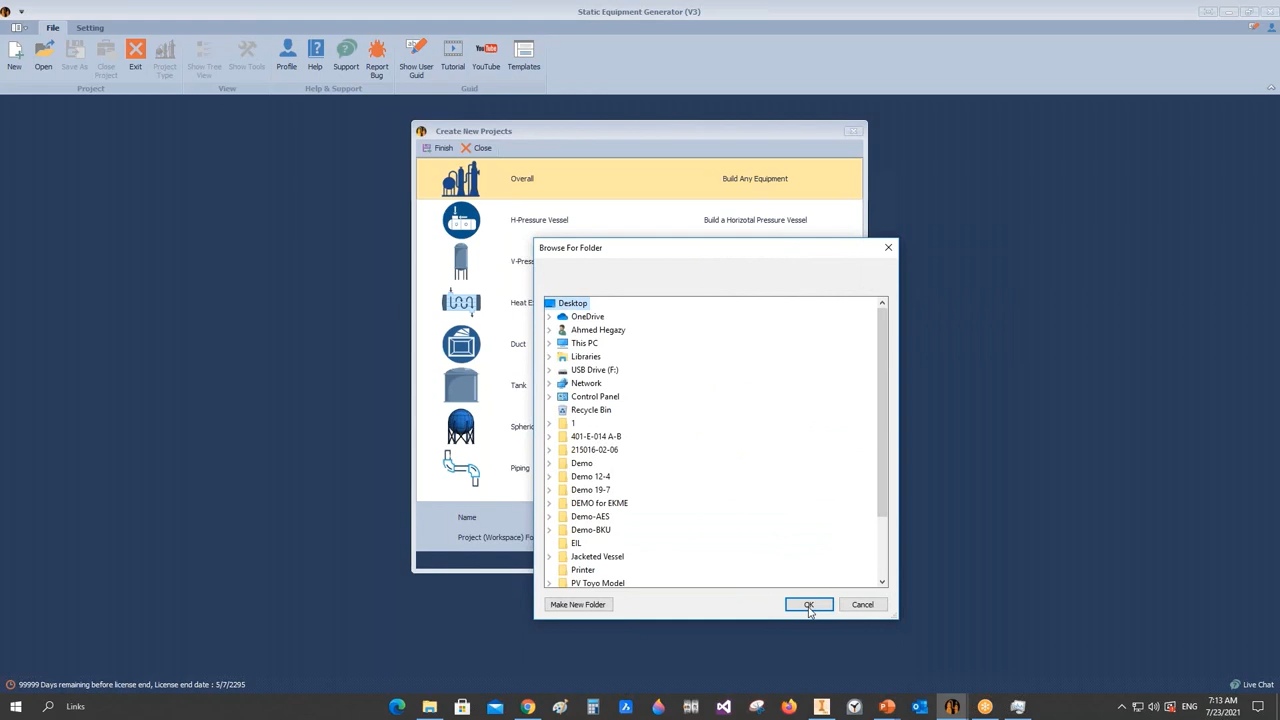 Static Equipment Generator (V3)
File Setting
New Open Save As Close Project Exit Project Type Show Tree View Show Tools Profile Help Support Report Bug Show User Guid Tutorial YouTube Templates
Project View Help & Support Guid
Create New Projects
Finish Close
Overall Build Any Equipment
H-Pressure Vessel Build a Horizotal Pressure Vessel
V-Press
Heat E
Duct
Tank
Spheric
Piping
Name
Project (Workspace) Fo
Browse For Folder
Desktop
OneDrive
Ahmed Hegazy
This PC
Libraries
USB Drive (F:)
Network
Control Panel
Recycle Bin
1
401-E-014 A-B
215016-02-06
Demo
Demo 12-4
Demo 19-7
DEMO for EKME
Demo-AES
Demo-BKU
EIL
Jacketed Vessel
Printer
PV Toyo Model
Make New Folder OK Cancel
99999 Days remaining before license end, License end date : 5/7/2295
Live Chat
Links
ENG
7:13 AM
7/23/2021